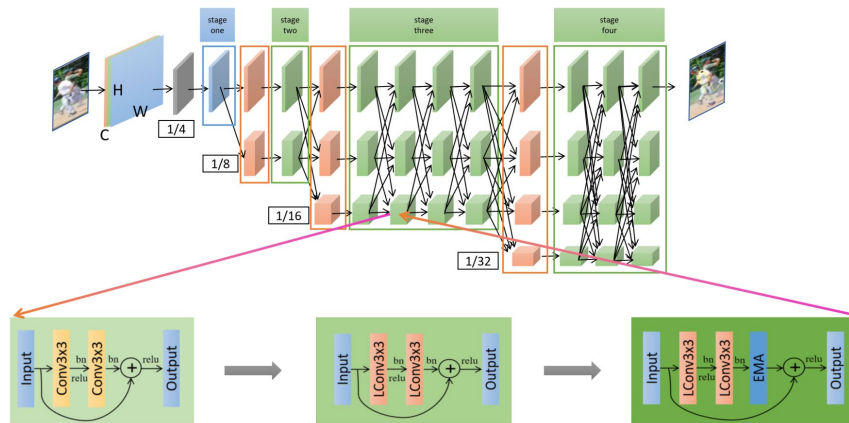 stage
one
stage
two
stage
three
stage
four
H
W
C
1/4
1/8
1/16
1/32
Input
Conv3x3
bn
relu
Conv3x3
bn
+
relu
Output
Input
LConv3x3
bn
relu
LConv3x3
bn
+
relu
Output
Input
LConv3x3
bn
relu
LConv3x3
bn
EMA
+
relu
Output